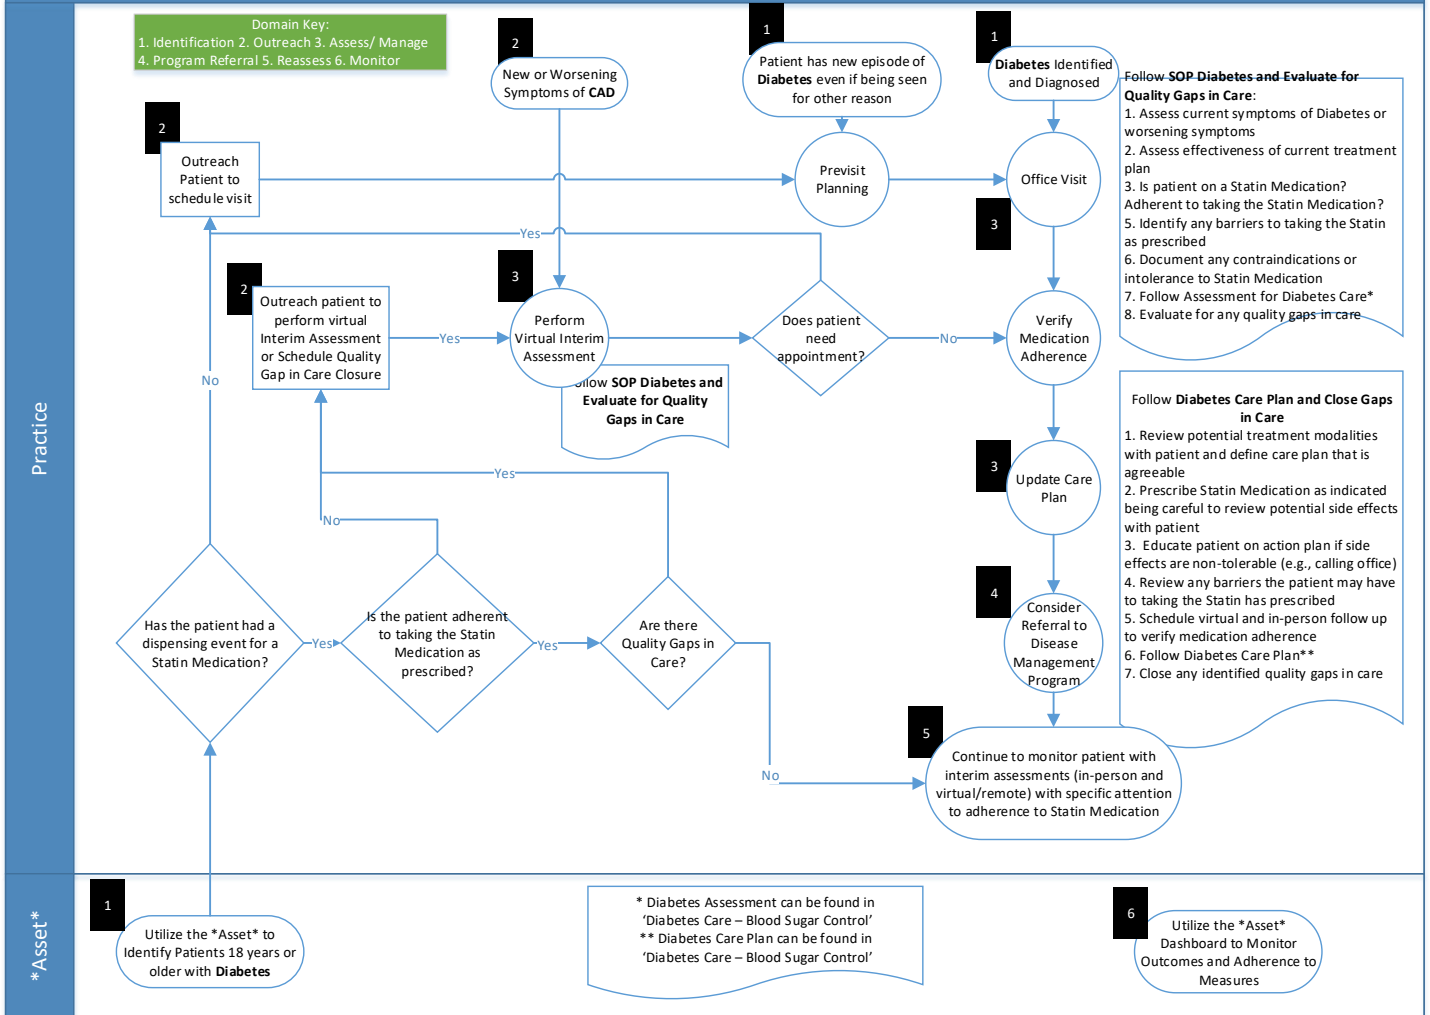 Domain Key:
1. Identification 2. Outreach 3. Assess/ Manage
4. Program Referral 5. Reassess 6. Monitor
2
New or Worsening
Symptoms of CAD
1
Patient has new episode of
Diabetes even if being seen
for other reason
1
Diabetes Identified
and Diagnosed
Follow SOP Diabetes and Evaluate for
Quality Gaps in Care:
1. Assess current symptoms of Diabetes or
worsening symptoms
2. Assess effectiveness of current treatment
plan
3. Is patient on a Statin Medication?
Adherent to taking the Statin Medication?
5. Identify any barriers to taking the Statin
as prescribed
6. Document any contraindications or
intolerance to Statin Medication
7. Follow Assessment for Diabetes Care*
8. Evaluate for any quality gaps in care
2
Outreach
Patient to
schedule visit
Previsit
Planning
Office Visit
3
Yes
2
Outreach patient to
perform virtual
Interim Assessment
or Schedule Quality
Gap in Care Closure
Yes
3
Perform
Virtual Interim
Assessment
Follow SOP Diabetes and
Evaluate for Quality
Gaps in Care
Does patient
need
appointment?
No
Verify
Medication
Adherence
No
Practice
Follow Diabetes Care Plan and Close Gaps
in Care
1. Review potential treatment modalities
with patient and define care plan that is
agreeable
2. Prescribe Statin Medication as indicated
being careful to review potential side effects
with patient
3.  Educate patient on action plan if side
effects are non-tolerable (e.g., calling office)
4. Review any barriers the patient may have
to taking the Statin has prescribed
5. Schedule virtual and in-person follow up
to verify medication adherence
6. Follow Diabetes Care Plan**
7. Close any identified quality gaps in care
3
Update Care
Plan
Yes
No
4
Consider
Referral to
Disease
Management
Program
Has the patient had a
dispensing event for a
Statin Medication?
Yes
Is the patient adherent
to taking the Statin
Medication as
prescribed?
Yes
Are there
Quality Gaps in
Care?
No
5
Continue to monitor patient with
interim assessments (in-person and
virtual/remote) with specific attention
to adherence to Statin Medication
*Asset*
1
Utilize the *Asset* to
Identify Patients 18 years or
older with Diabetes
* Diabetes Assessment can be found in
‘Diabetes Care – Blood Sugar Control’
** Diabetes Care Plan can be found in
‘Diabetes Care – Blood Sugar Control’
6
Utilize the *Asset*
Dashboard to Monitor
Outcomes and Adherence to
Measures